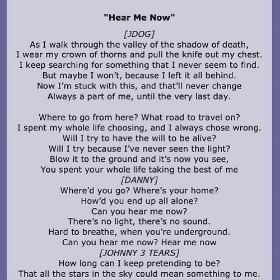 "Hear Me Now"
[JDOG]
As I walk through the valley of the shadow of death,
I wear my crown of thorns and pull the knife out my chest.
I keep searching for something that I never seem to find.
But maybe I won't, because I left it all behind.
Now I'm stuck with this, and that'll never change
Always a part of me, until the very last day.
Where to go from here? What road to travel on?
I spent my whole life choosing, and I always chose wrong.
Will I try to have the will to be alive?
Will I try because I've never seen the light?
Blow it to the ground and it's now you see,
You spent your whole life taking the best of me
[DANNY]
Where'd you go? Where's your home?
How'd you end up all alone?
Can you hear me now?
There's no light, there's no sound.
Hard to breathe, when you're underground.
Can you hear me now? Hear me now
[JOHNNY 3 TEARS]
How long can I keep pretending to be?
That all the stars in the sky could mean something to me.